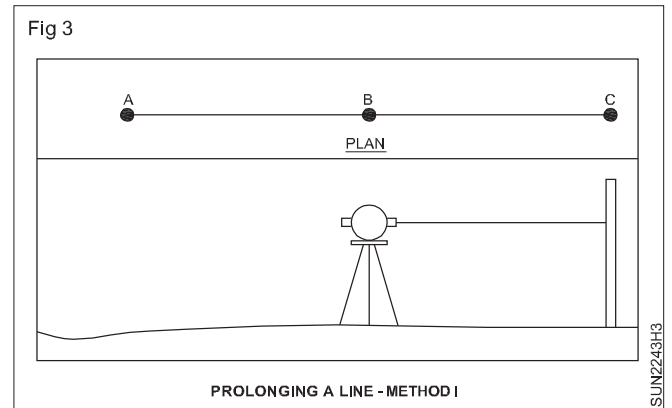 Fig 3
A B C
PLAN
PROLONGING A LINE - METHOD I
SUN2243H3